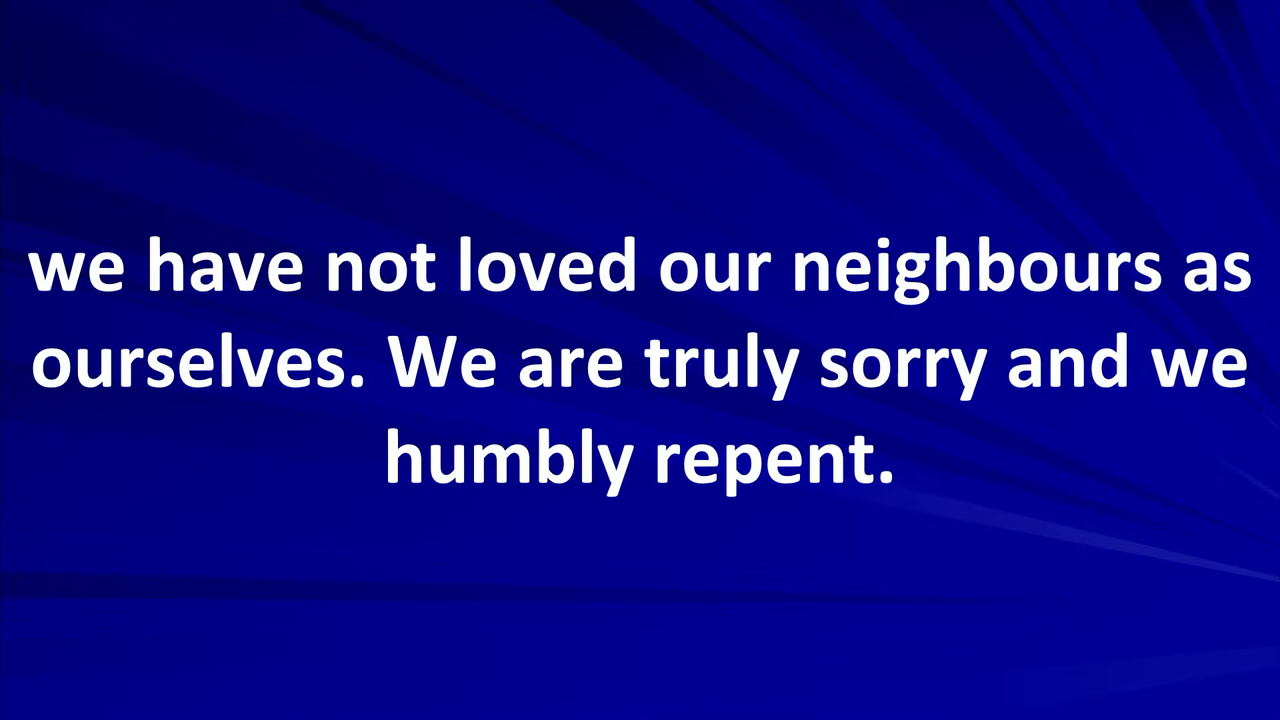 we have not loved our neighbours as
ourselves. We are truly sorry and we
humbly repent.